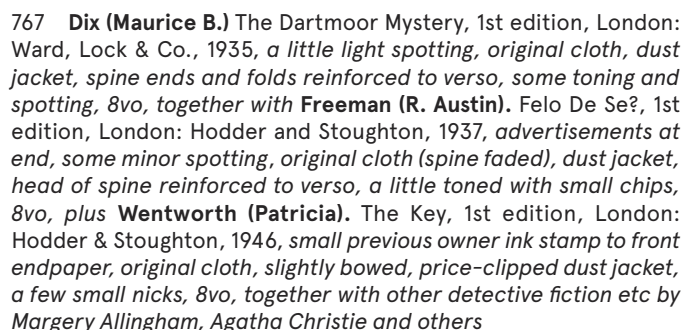 767 Dix (Maurice B.) The Dartmoor Mystery, 1st edition, London:
Ward, Lock & Co., 1935, a little light spotting, original cloth, dust
jacket, spine ends and folds reinforced to verso, some toning and
spotting, 8vo, together with Freeman (R. Austin). Felo De Se?, 1st
edition, London: Hodder and Stoughton, 1937, advertisements at
end, some minor spotting, original cloth (spine faded), dust jacket,
head of spine reinforced to verso, a little toned with small chips,
8vo, plus Wentworth (Patricia). The Key, 1st edition, London:
Hodder & Stoughton, 1946, small previous owner ink stamp to front
endpaper, original cloth, slightly bowed, price-clipped dust jacket,
a few small nicks, 8vo, together with other detective fiction etc by
Margery Allingham, Agatha Christie and others